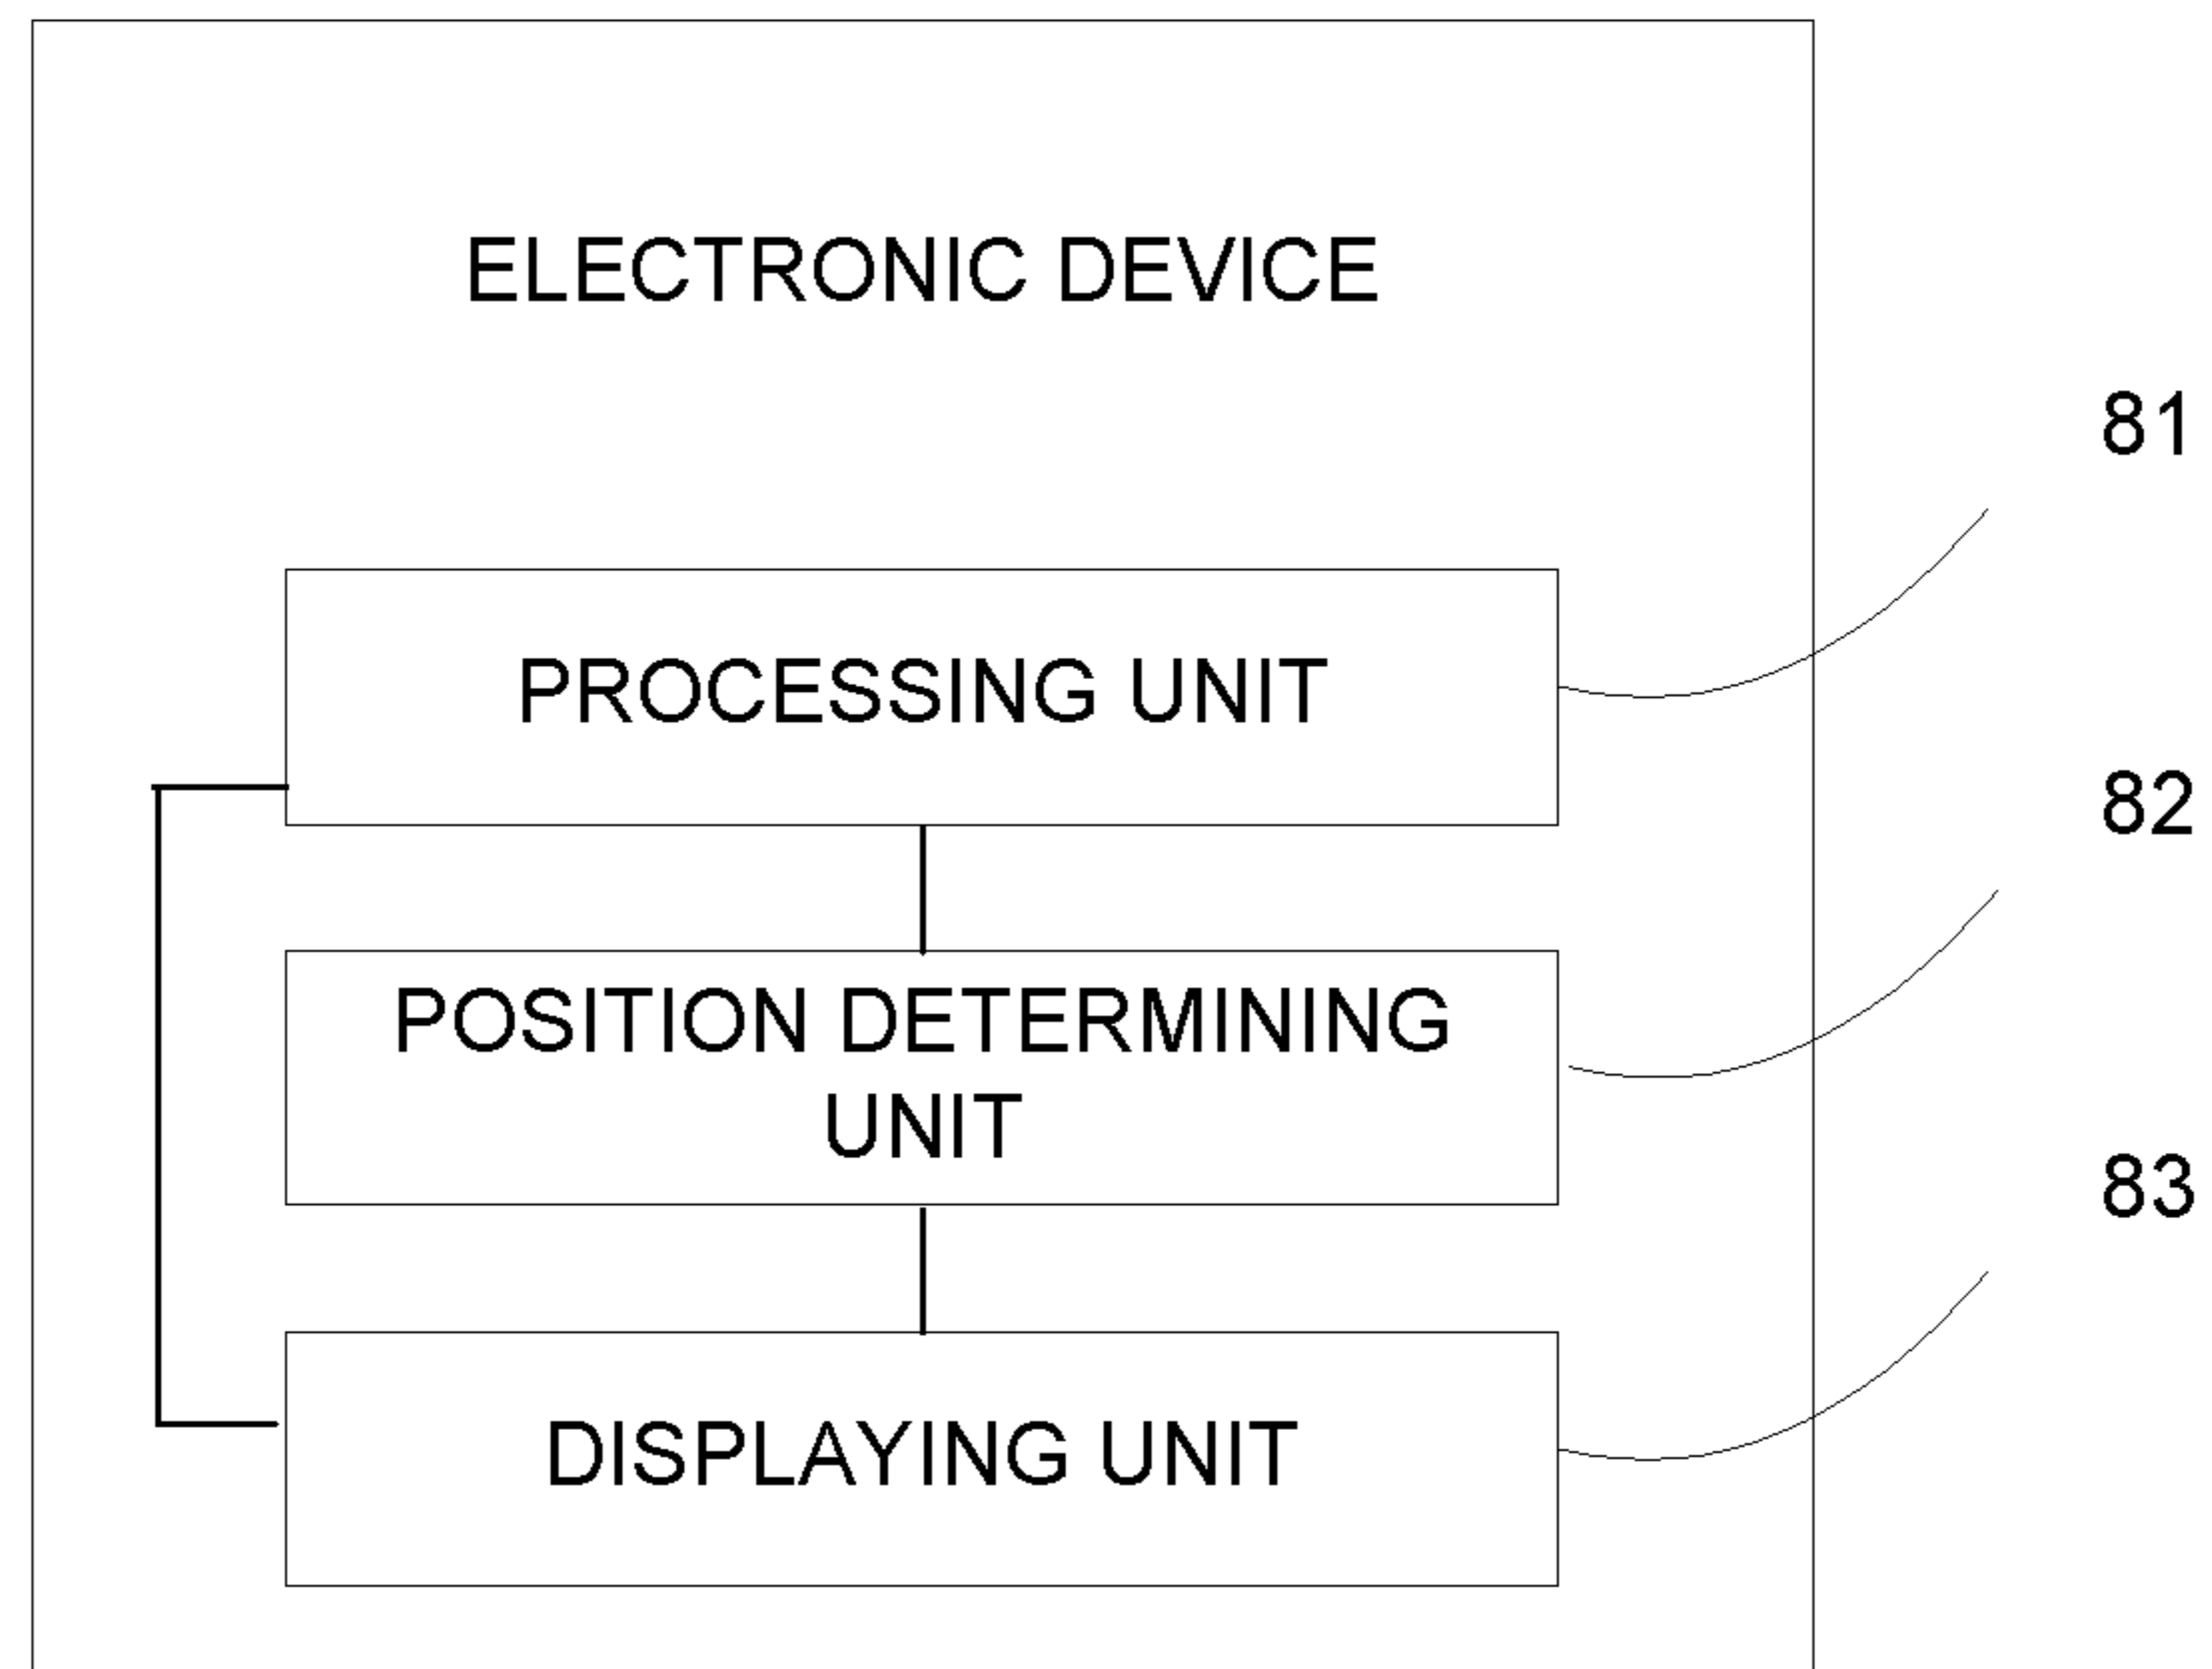 ELECTRONIC DEVICE
81
PROCESSING UNIT
82
POSITION DETERMINING
UNIT
83
DISPLAYING UNIT